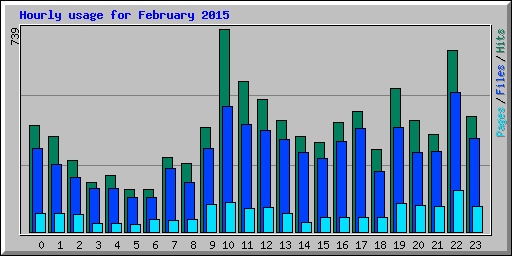 Hourly usage for February 2015
739
Pages/Files/Hits
0 1 2 3 4 5 6 7 8 9 10 11 12 13 14 15 16 17 18 19 20 21 22 23